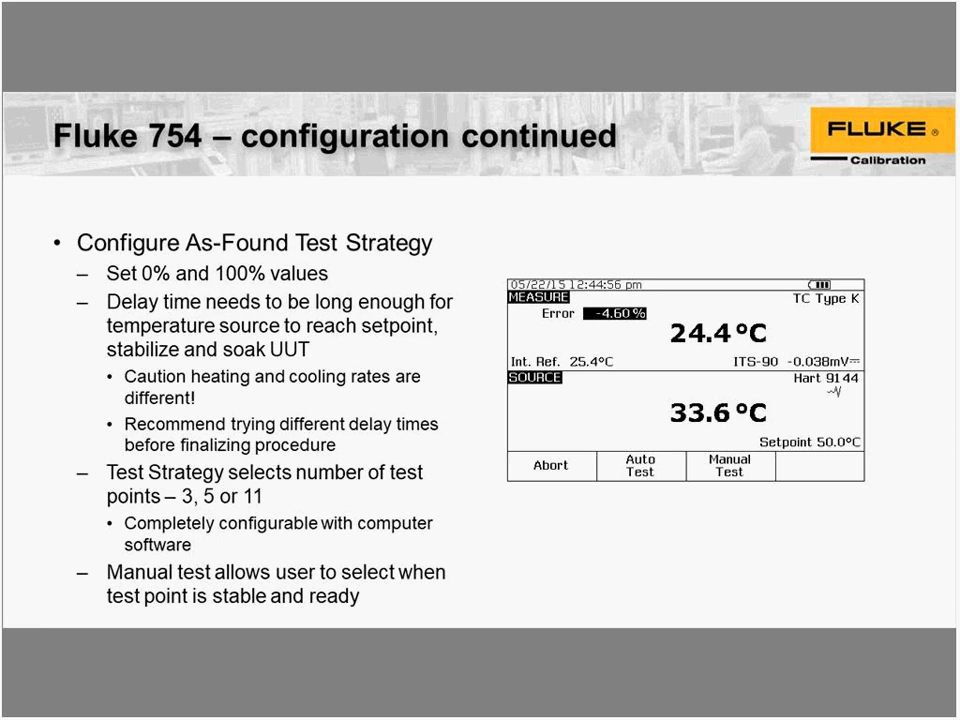 Fluke 754 – configuration continued
FLUKE®
Calibration
• Configure As-Found Test Strategy
– Set 0% and 100% values
– Delay time needs to be long enough for
temperature source to reach setpoint,
stabilize and soak UUT
• Caution heating and cooling rates are
different!
• Recommend trying different delay times
before finalizing procedure
– Test Strategy selects number of test
points – 3, 5 or 11
• Completely configurable with computer
software
– Manual test allows user to select when
test point is stable and ready
05/22/15 12:44:56 pm
MEASURE TC Type K
Error -4.60 %
24.4 °C
Int. Ref. 25.4°C ITS-90 -0.038mV
SOURCE Hart 9144
33.6 °C
Setpoint 50.0°C
Abort
Auto
Test
Manual
Test